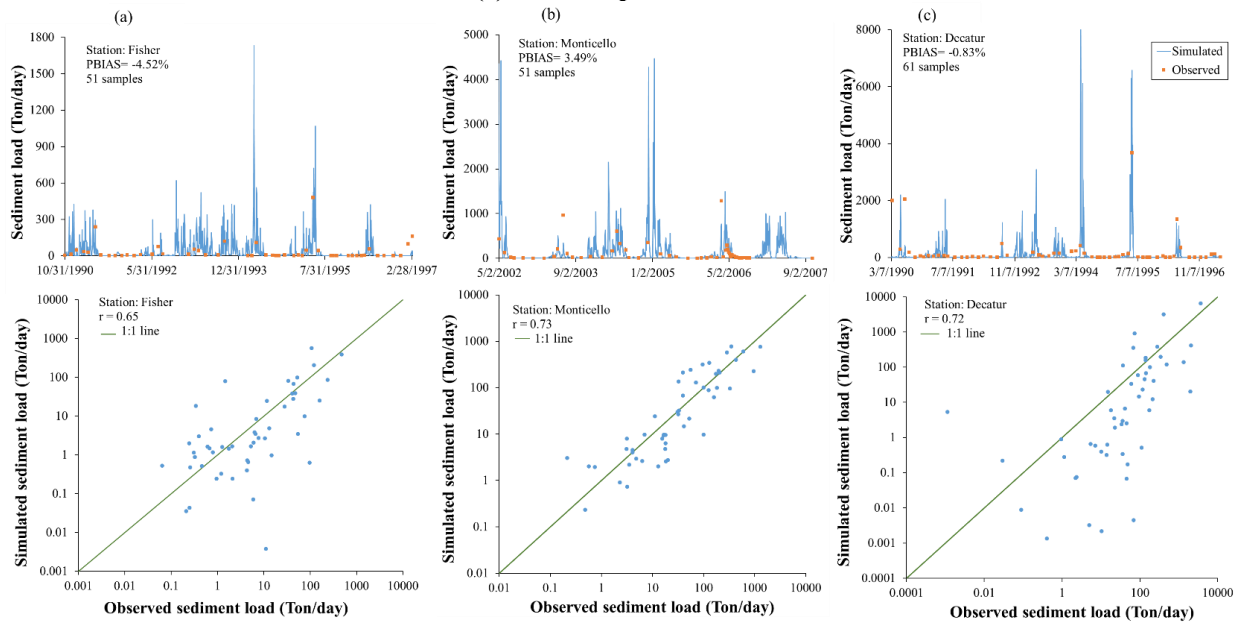 (a)
Sediment load (Ton/day)
1800
1500
1200
900
600
300
0
Station: Fisher
PBIAS= -4.52%
51 samples
10/31/1990 5/31/1992 12/31/1993 7/31/1995 2/28/1997
(b)
Sediment load (Ton/day)
5000
4000
3000
2000
1000
0
Station: Monticello
PBIAS= 3.49%
51 samples
5/2/2002 9/2/2003 1/2/2005 5/2/2006 9/2/2007
(c)
Sediment load (Ton/day)
8000
6000
4000
2000
0
Station: Decatur
PBIAS= -0.83%
61 samples
Simulated
Observed
3/7/1990 7/7/1991 11/7/1992 3/7/1994 7/7/1995 11/7/1996
Simulated sediment load (Ton/day)
10000
1000
100
10
1
0.1
0.01
0.001
Station: Fisher
r = 0.65
1:1 line
0.001 0.01 0.1 1 10 100 1000 10000
Observed sediment load (Ton/day)
Simulated sediment load (Ton/day)
10000
1000
100
10
1
0.1
0.01
Station: Monticello
r = 0.73
1:1 line
0.01 0.1 1 10 100 1000 10000
Observed sediment load (Ton/day)
Simulated sediment load (Ton/day)
10000
1000
100
10
1
0.1
0.01
0.001
0.0001
Station: Decatur
r = 0.72
1:1 line
0.0001 0.01 1 100 10000
Observed sediment load (Ton/day)